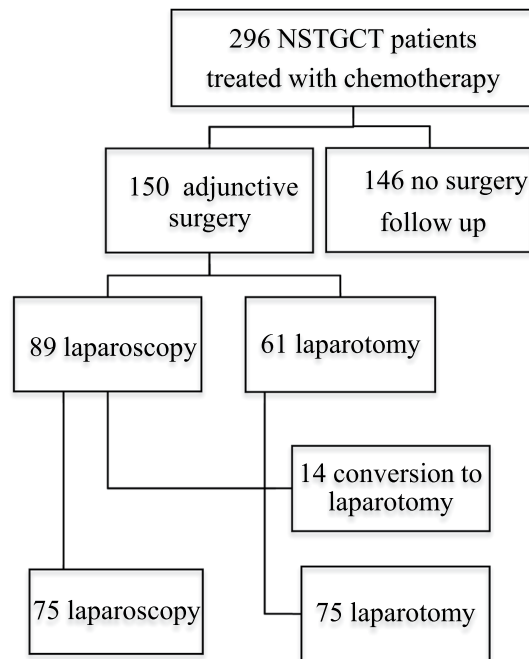 296 NSTGCT patients
treated with chemotherapy
150 adjunctive
surgery
146 no surgery
follow up
89 laparoscopy
61 laparotomy
14 conversion to
laparotomy
75 laparoscopy
75 laparotomy